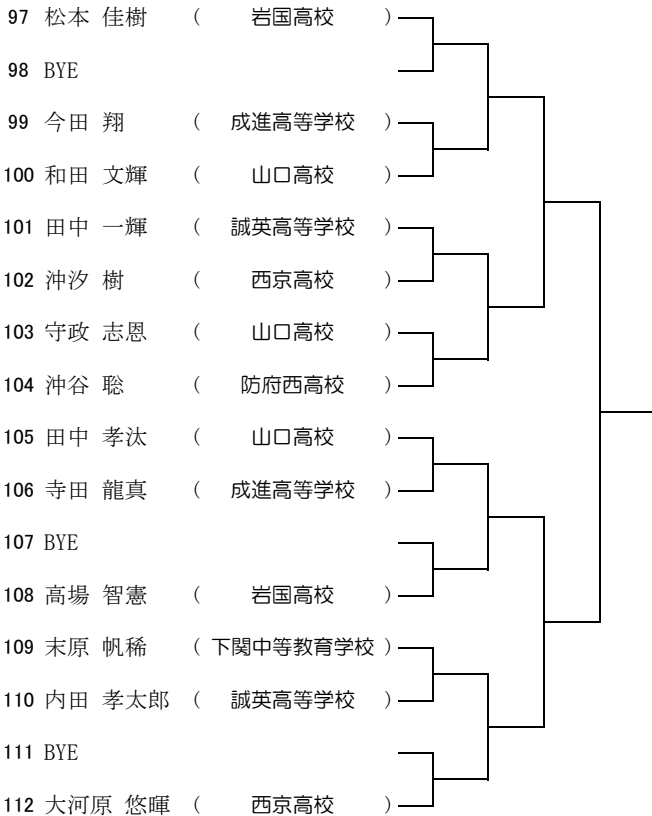 97 松本 佳樹 ( 岩国高校 )
98 BYE
99 今田 翔 ( 成進高等学校 )
100 和田 文輝 ( 山口高校 )
101 田中 一輝 ( 誠英高等学校 )
102 沖汐 樹 ( 西京高校 )
103 守政 志恩 ( 山口高校 )
104 沖谷 聡 ( 防府西高校 )
105 田中 孝汰 ( 山口高校 )
106 寺田 龍真 ( 成進高等学校 )
107 BYE
108 高場 智憲 ( 岩国高校 )
109 末原 帆稀 ( 下関中等教育学校 )
110 内田 孝太郎 ( 誠英高等学校 )
111 BYE
112 大河原 悠暉 ( 西京高校 )